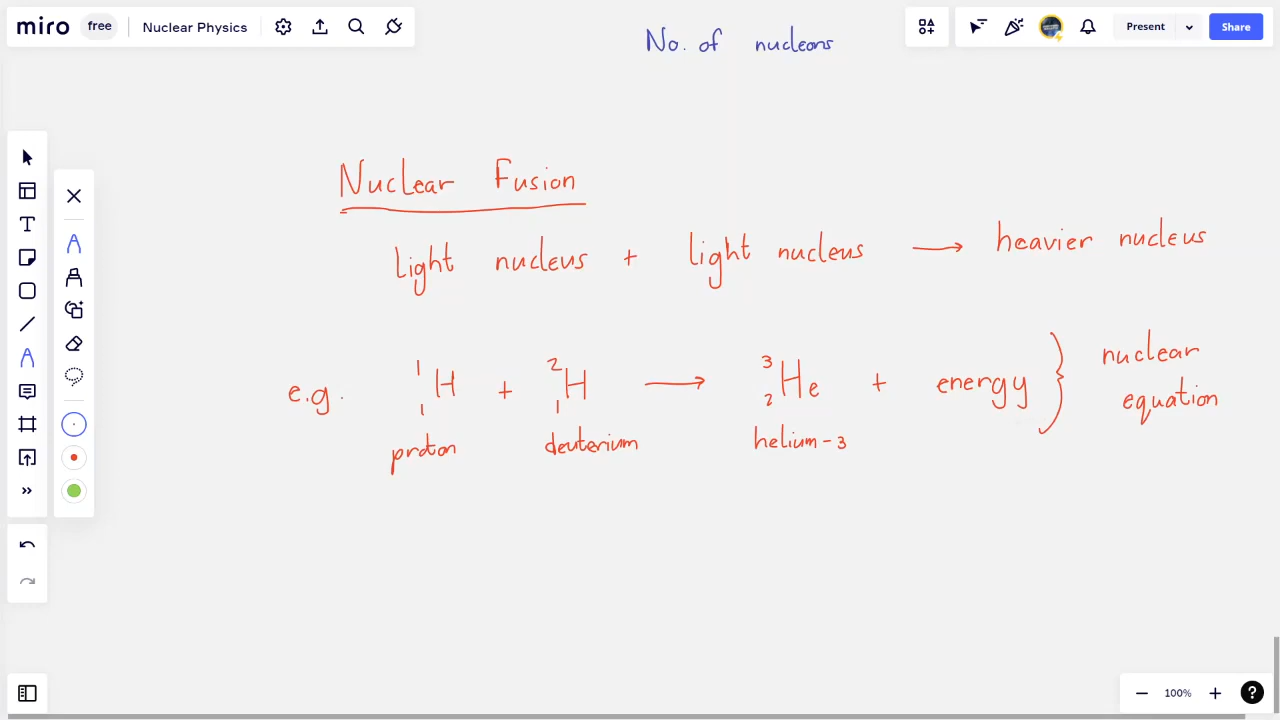 miro free Nuclear Physics
Present Share
No. of nucleons
Nuclear Fusion
light nucleus + light nucleus → heavier nucleus
e.g. ¹₁H + ²₁H → ³₂He + energy } nuclear equation
proton deuterium helium-3
100%